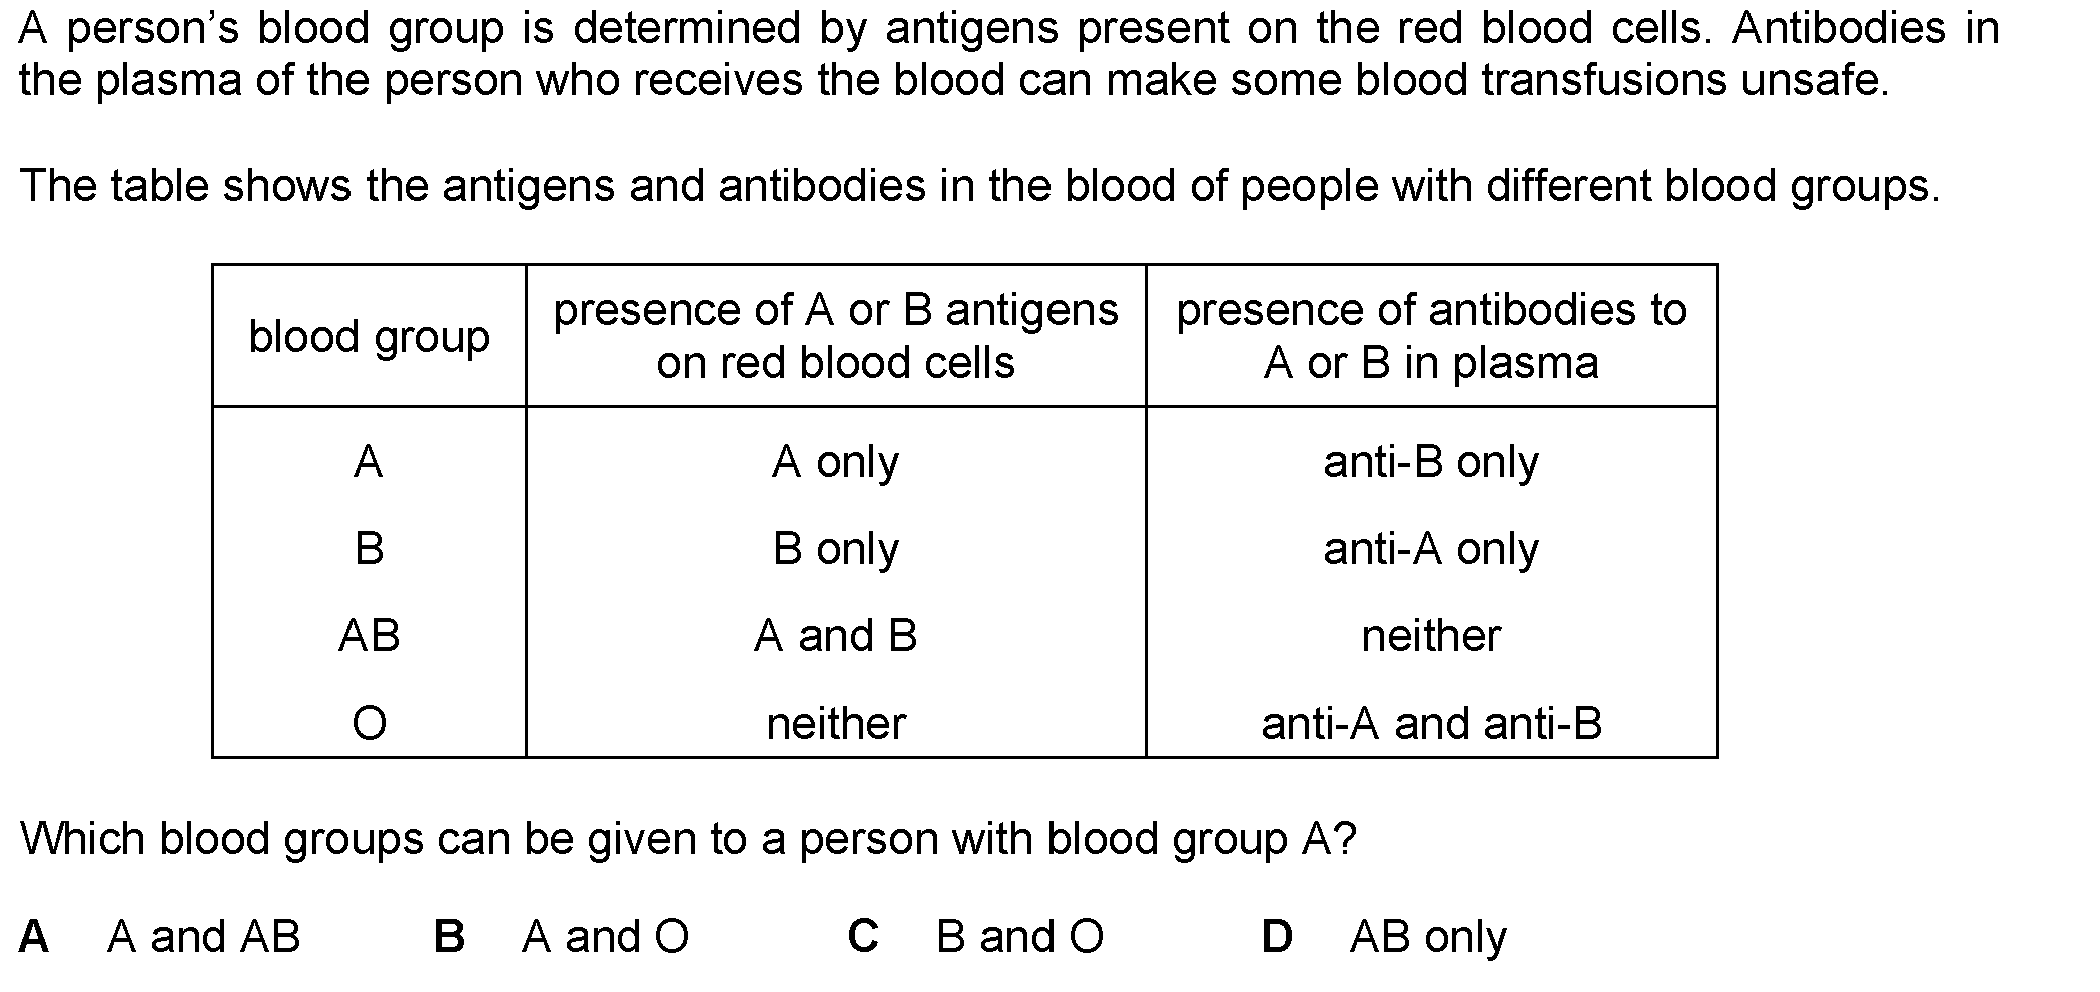 A person’s blood group is determined by antigens present on the red blood cells. Antibodies in
the plasma of the person who receives the blood can make some blood transfusions unsafe.
The table shows the antigens and antibodies in the blood of people with different blood groups.
blood group presence of A or B antigens on red blood cells presence of antibodies to A or B in plasma
A A only anti-B only
B B only anti-A only
AB A and B neither
O neither anti-A and anti-B
Which blood groups can be given to a person with blood group A?
A A and AB B A and O C B and O D AB only